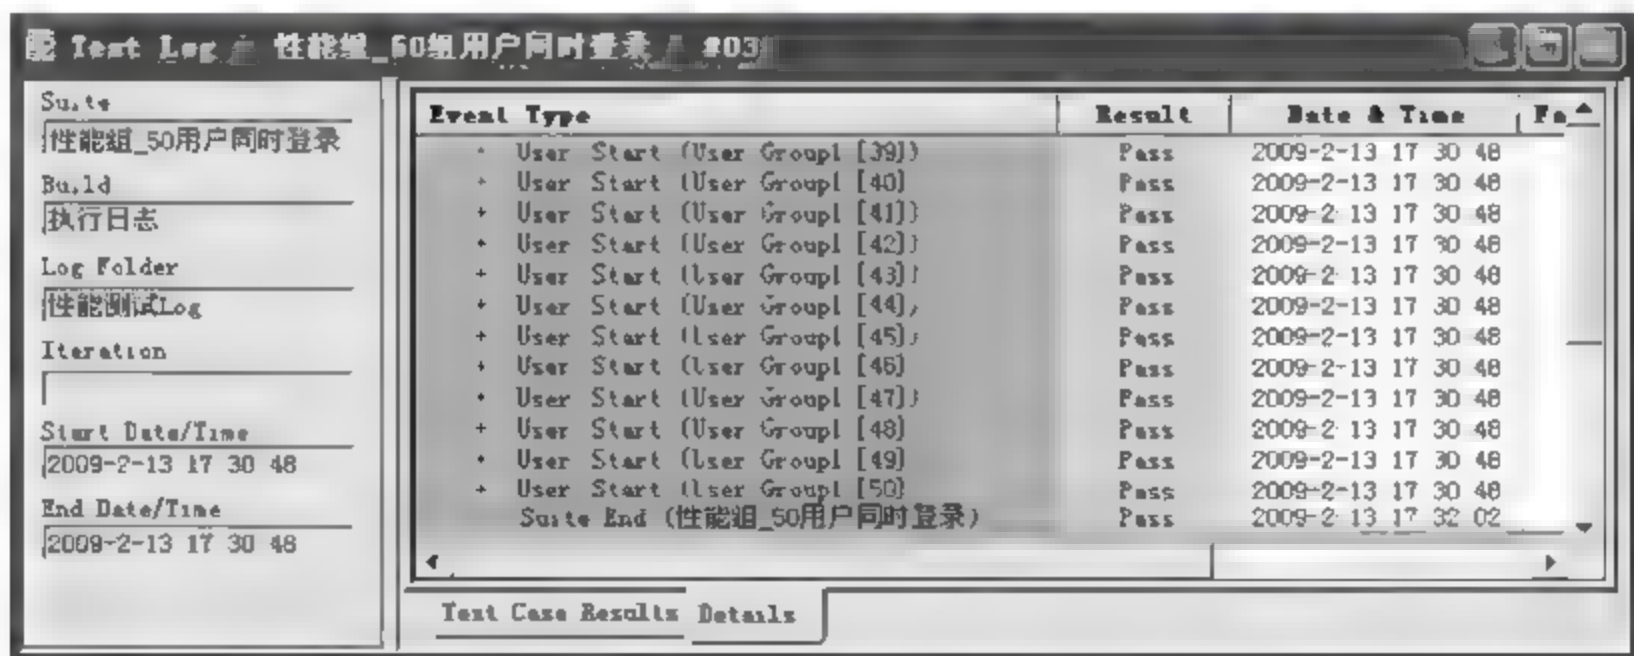 Test Log 性能组_50组用户同时登录 #03
Suite
性能组_50用户同时登录
Build
执行日志
Log Folder
性能测试Log
Iteration
Start Date/Time
2009-2-13 17 30 48
End Date/Time
2009-2-13 17 30 48
Event Type Result Date & Time Fa
User Start (User Group1 [39]) Pass 2009-2-13 17 30 48
User Start (User Group1 [40] Pass 2009-2-13 17 30 48
User Start (User Group1 [41]) Pass 2009-2-13 17 30 48
User Start (User Group1 [42]) Pass 2009-2-13 17 30 48
User Start (User Group1 [43]) Pass 2009-2-13 17 30 48
User Start (User Group1 [44]) Pass 2009-2-13 17 30 48
User Start (User Group1 [45]) Pass 2009-2-13 17 30 48
User Start (User Group1 [46] Pass 2009-2-13 17 30 48
User Start (User Group1 [47]) Pass 2009-2-13 17 30 48
User Start (User Group1 [48] Pass 2009-2-13 17 30 48
User Start (User Group1 [49] Pass 2009-2-13 17 30 48
User Start (User Group1 [50] Pass 2009-2-13 17 30 48
Suite End (性能组_50用户同时登录) Pass 2009-2-13 17 32 02
Test Case Results Details